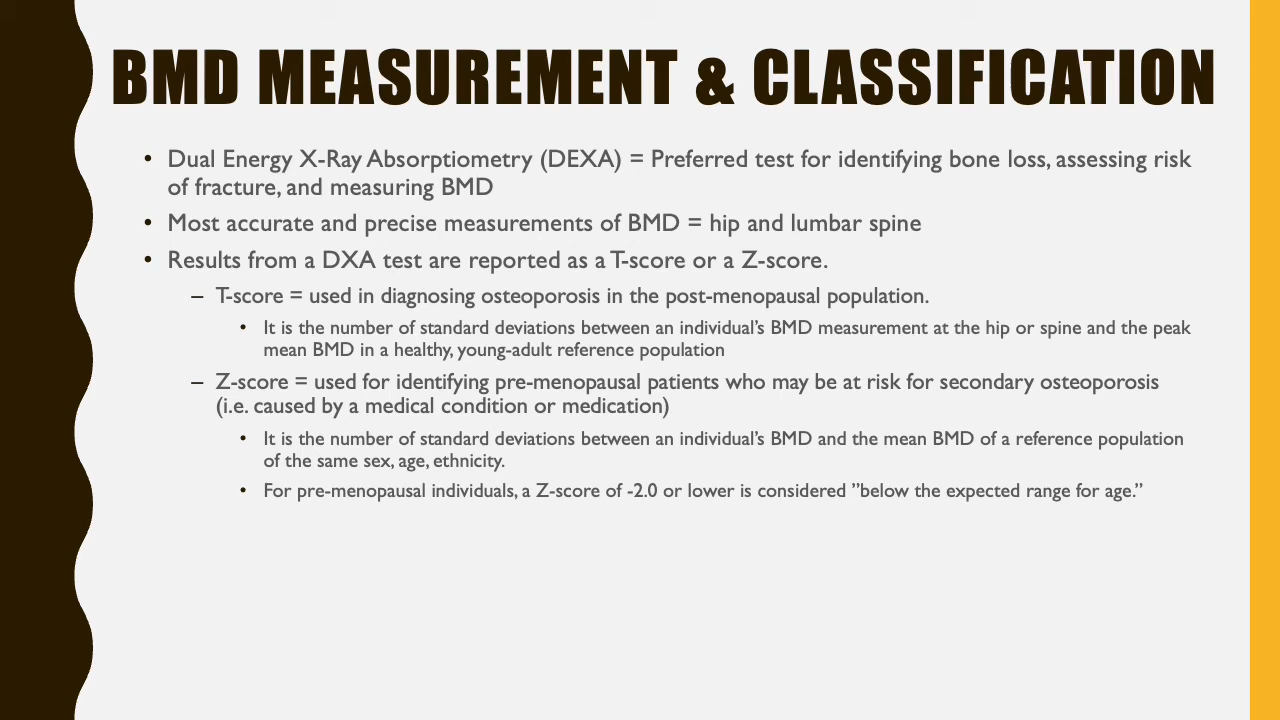 BMD MEASUREMENT & CLASSIFICATION
• Dual Energy X-Ray Absorptiometry (DEXA) = Preferred test for identifying bone loss, assessing risk
of fracture, and measuring BMD
• Most accurate and precise measurements of BMD = hip and lumbar spine
• Results from a DXA test are reported as a T-score or a Z-score.
– T-score = used in diagnosing osteoporosis in the post-menopausal population.
• It is the number of standard deviations between an individual’s BMD measurement at the hip or spine and the peak
mean BMD in a healthy, young-adult reference population
– Z-score = used for identifying pre-menopausal patients who may be at risk for secondary osteoporosis
(i.e. caused by a medical condition or medication)
• It is the number of standard deviations between an individual’s BMD and the mean BMD of a reference population
of the same sex, age, ethnicity.
• For pre-menopausal individuals, a Z-score of -2.0 or lower is considered ”below the expected range for age.”